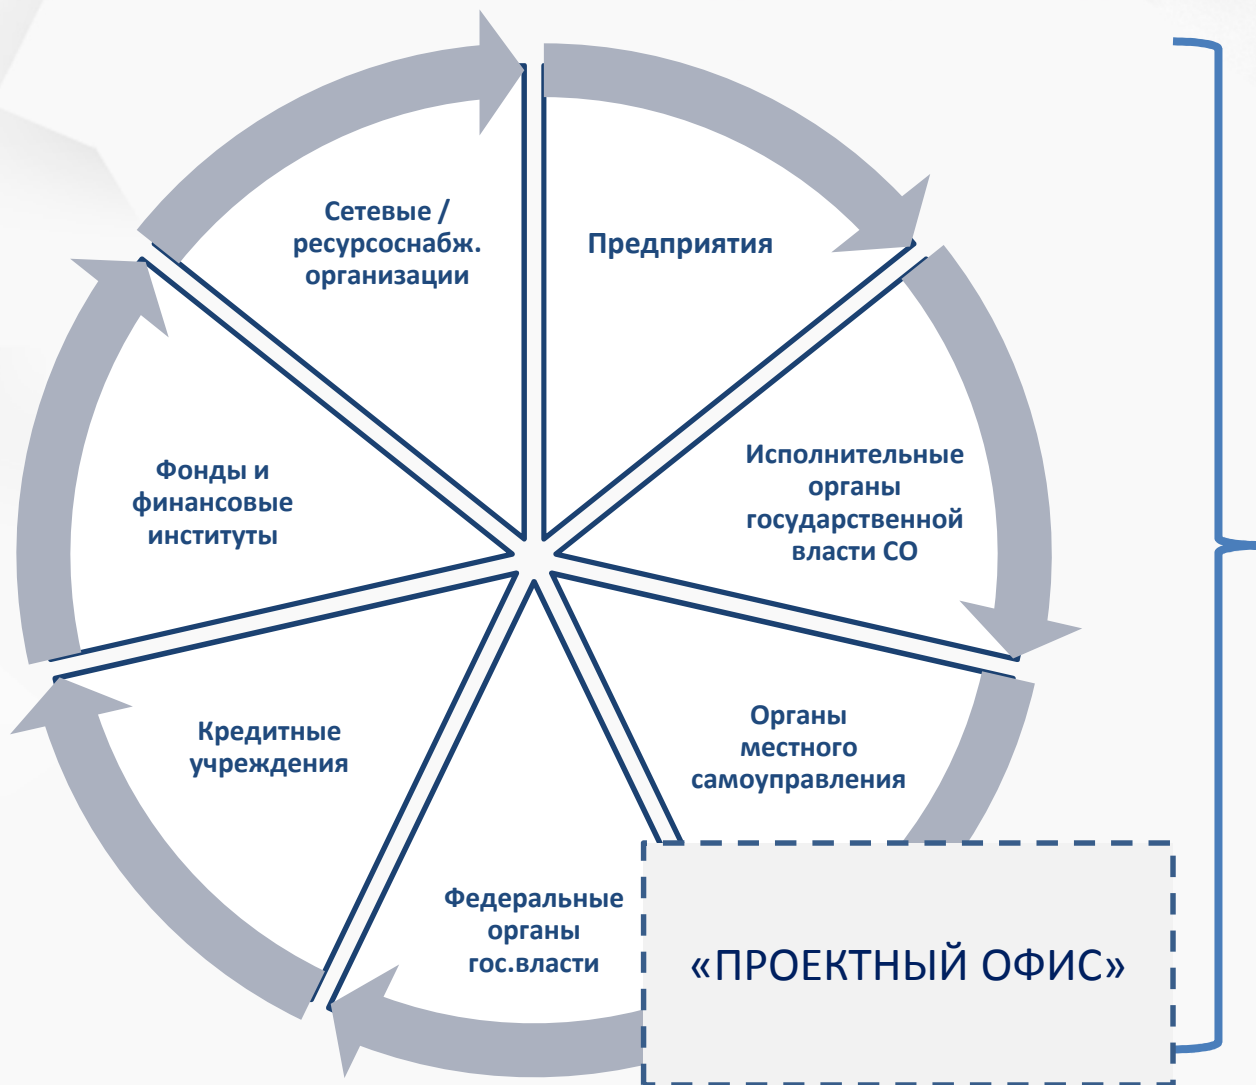 Сетевые /
ресурсоснабж.
организации
Предприятия
Исполнительные
органы
государственной
власти СО
Фонды и
финансовые
институты
Органы
местного
самоуправления
Кредитные
учреждения
Федеральные
органы
гос.власти
«ПРОЕКТНЫЙ ОФИС»